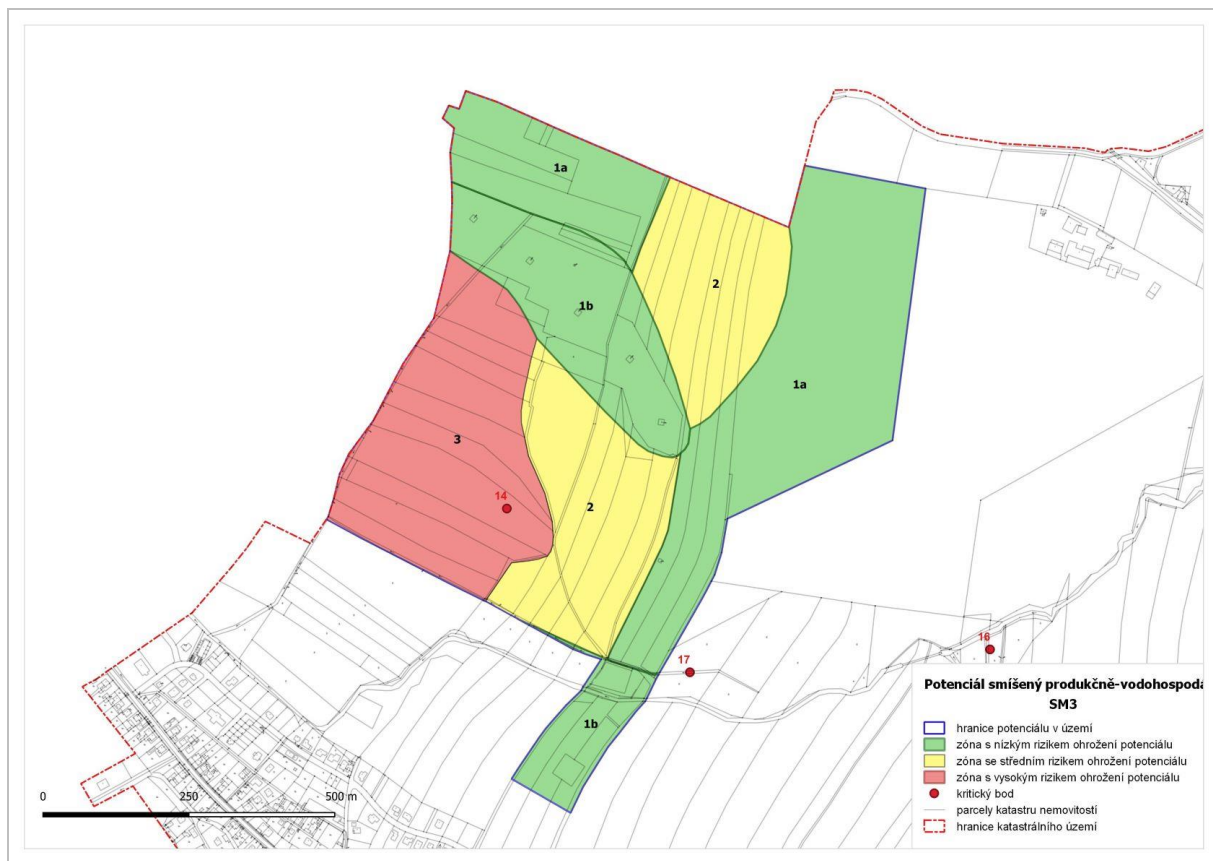 1a
1b
2
1a
3
14
2
17
16
1b
Potenciál smíšený produkčně-vodohospoda
SM3
hranice potenciálu v území
zóna s nízkým rizikem ohrožení potenciálu
zóna se středním rizikem ohrožení potenciálu
zóna s vysokým rizikem ohrožení potenciálu
kritický bod
parcely katastru nemovitostí
hranice katastrálního území
0 250 500 m